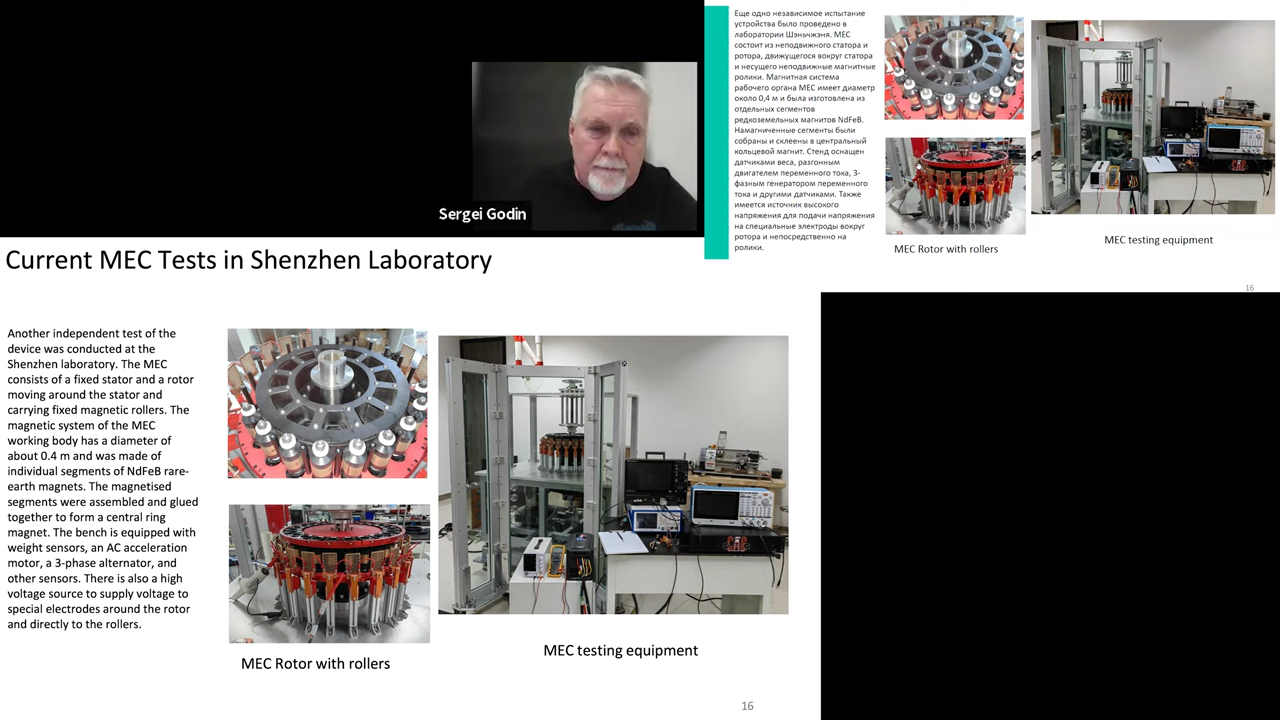 Еще одно независимое испытание
устройства было проведено в
лаборатории Шэньчжэня. МЕС
состоит из неподвижного статора и
ротора, движущегося вокруг статора
и несущего неподвижные магнитные
ролики. Магнитная система
рабочего органа МЕС имеет диаметр
около 0,4 м и была изготовлена из
отдельных сегментов
редкоземельных магнитов NdFeB.
Намагниченные сегменты были
собраны и склеены в центральный
кольцевой магнит. Стенд оснащен
датчиками веса, разгонным
двигателем переменного тока, 3-
фазным генератором переменного
тока и другими датчиками. Также
имеется источник высокого
напряжения для подачи напряжения
на специальные электроды вокруг
ротора и непосредственно на
ролики.
MEC Rotor with rollers
MEC testing equipment
16
Sergei Godin
Current MEC Tests in Shenzhen Laboratory
Another independent test of the
device was conducted at the
Shenzhen laboratory. The MEC
consists of a fixed stator and a rotor
moving around the stator and
carrying fixed magnetic rollers. The
magnetic system of the MEC
working body has a diameter of
about 0.4 m and was made of
individual segments of NdFeB rare-
earth magnets. The magnetised
segments were assembled and glued
together to form a central ring
magnet. The bench is equipped with
weight sensors, an AC acceleration
motor, a 3-phase alternator, and
other sensors. There is also a high
voltage source to supply voltage to
special electrodes around the rotor
and directly to the rollers.
MEC Rotor with rollers
MEC testing equipment
16